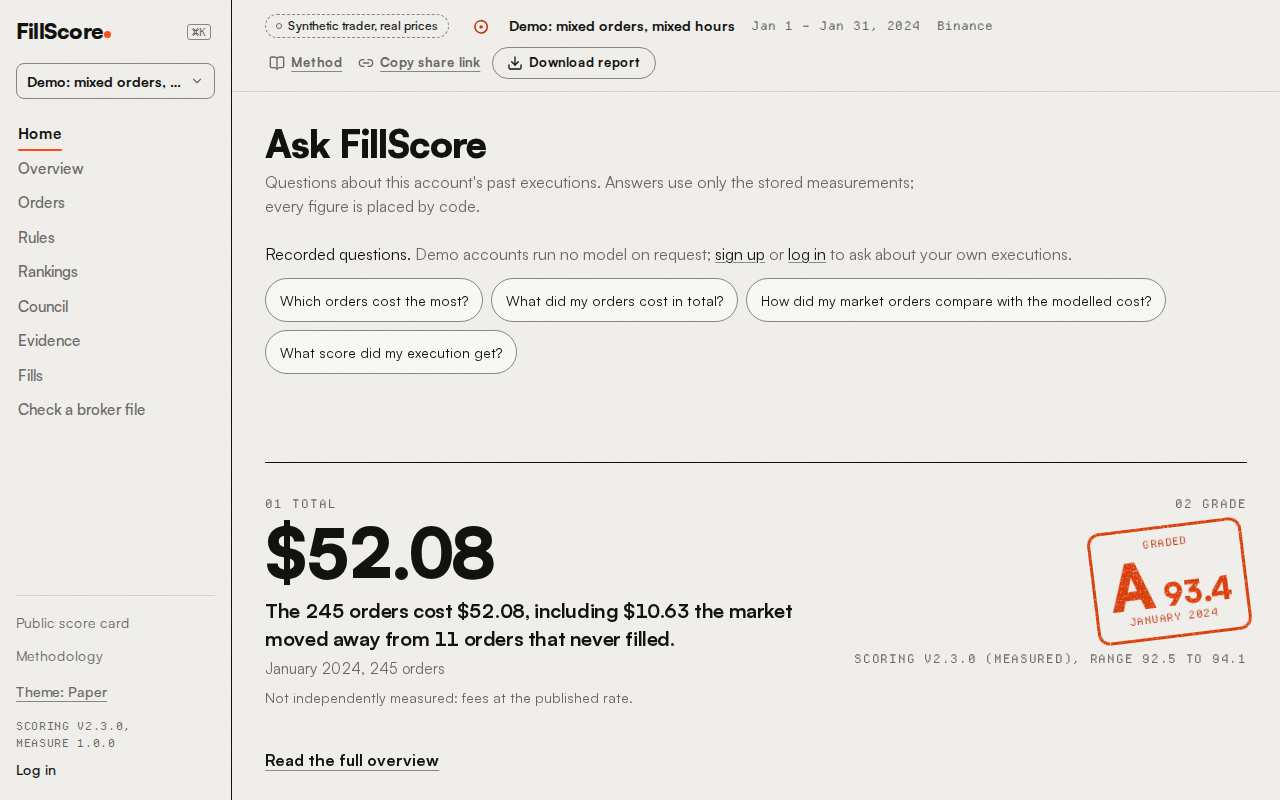 FillScore.
⌘K
Demo: mixed orders, ...
Home
Overview
Orders
Rules
Rankings
Council
Evidence
Fills
Check a broker file
Public score card
Methodology
Theme: Paper
SCORING V2.3.0,
MEASURE 1.0.0
Log in
Synthetic trader, real prices
Demo: mixed orders, mixed hours
Jan 1 – Jan 31, 2024
Binance
Method
Copy share link
Download report
Ask FillScore
Questions about this account's past executions. Answers use only the stored measurements;
every figure is placed by code.
Recorded questions. Demo accounts run no model on request; sign up or log in to ask about your own executions.
Which orders cost the most?
What did my orders cost in total?
How did my market orders compare with the modelled cost?
What score did my execution get?
01 TOTAL
$52.08
The 245 orders cost $52.08, including $10.63 the market
moved away from 11 orders that never filled.
January 2024, 245 orders
Not independently measured: fees at the published rate.
Read the full overview
02 GRADE
GRADED
A 93.4
JANUARY 2024
SCORING V2.3.0 (MEASURED), RANGE 92.5 TO 94.1